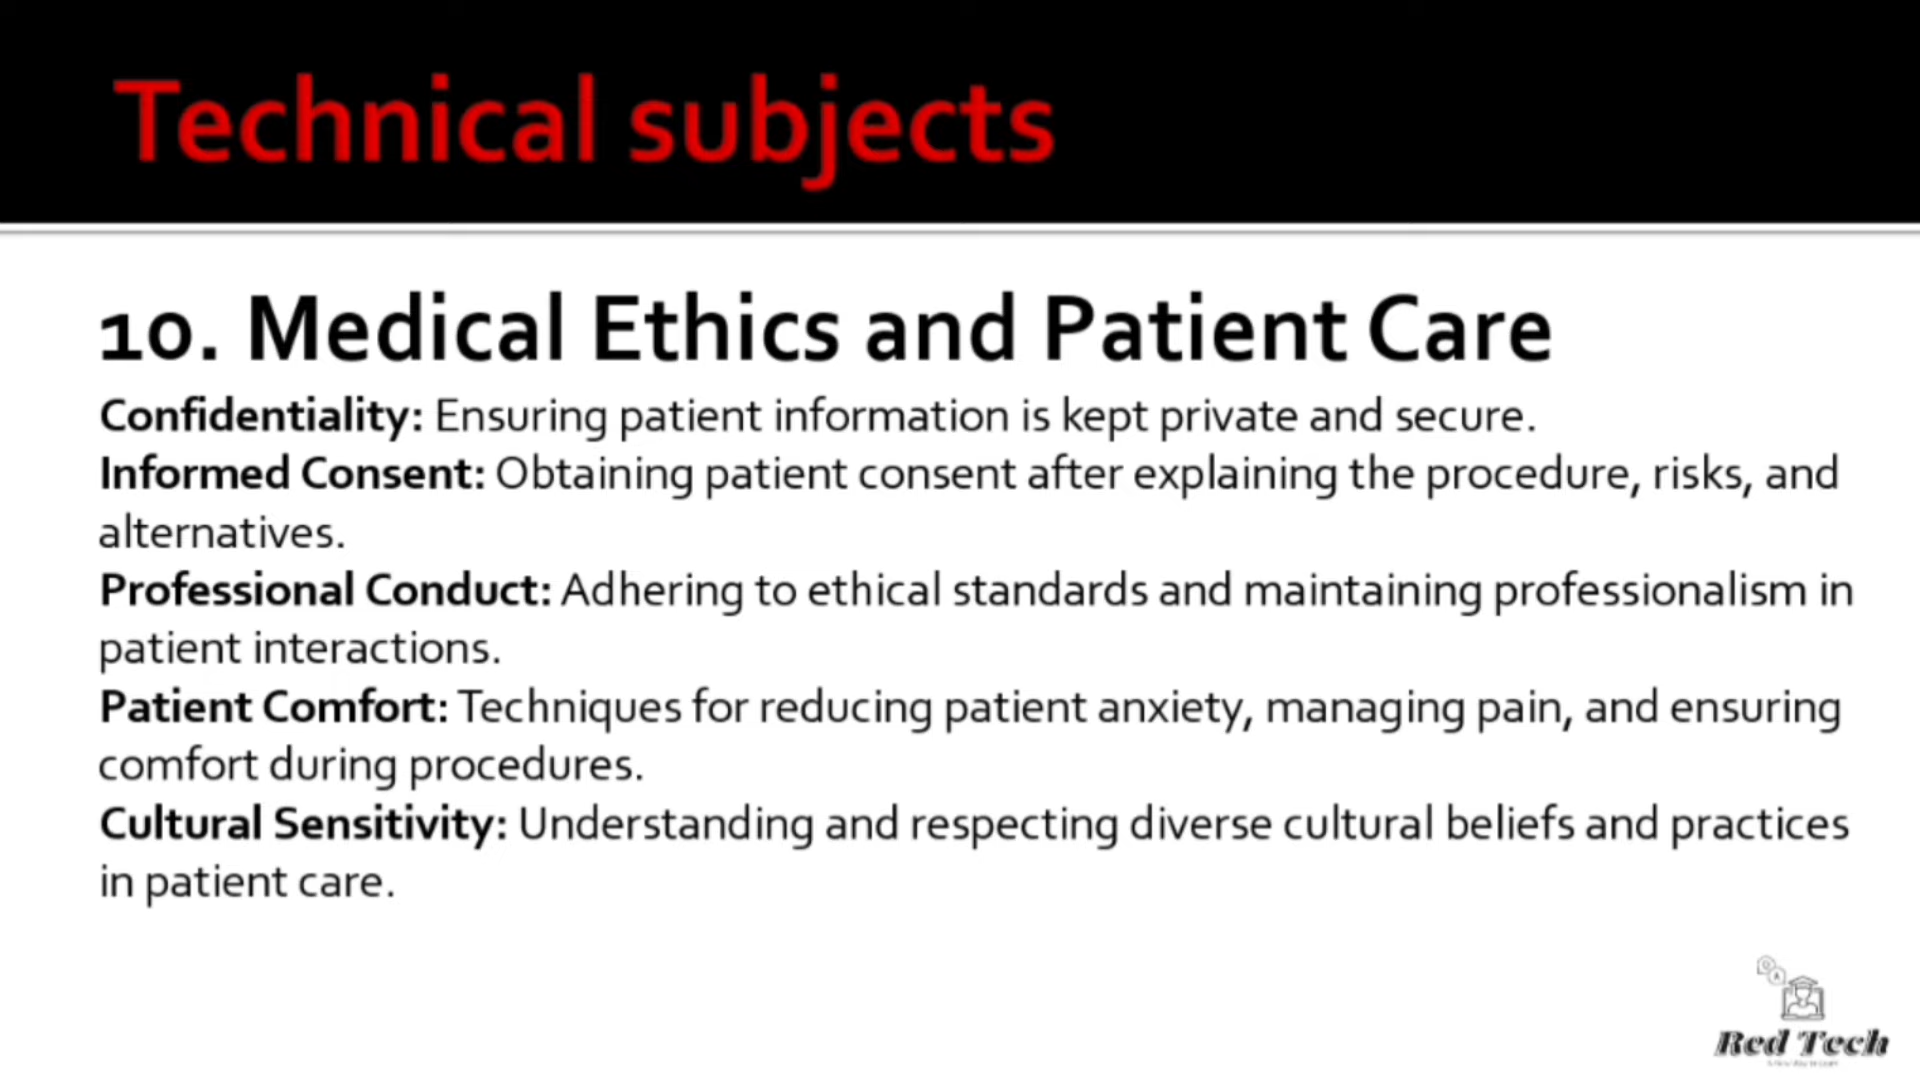 Technical subjects
10. Medical Ethics and Patient Care
Confidentiality: Ensuring patient information is kept private and secure.
Informed Consent: Obtaining patient consent after explaining the procedure, risks, and
alternatives.
Professional Conduct: Adhering to ethical standards and maintaining professionalism in
patient interactions.
Patient Comfort: Techniques for reducing patient anxiety, managing pain, and ensuring
comfort during procedures.
Cultural Sensitivity: Understanding and respecting diverse cultural beliefs and practices
in patient care.
Red Tech